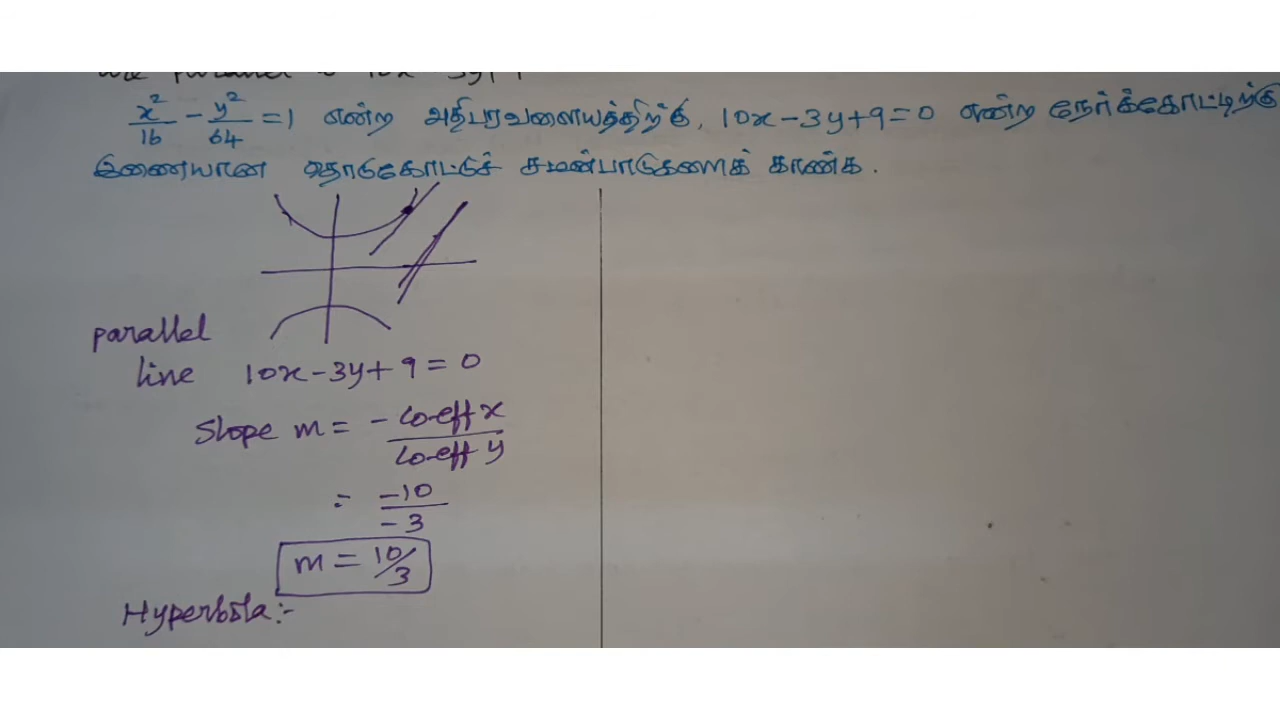 x²/16 - y²/64 = 1 என்ற அதிபரவளையத்திற்கு, 10x - 3y + 9 = 0 என்ற நேர்க்கோட்டிற்கு
இணையான தொடுகோட்டுச் சமன்பாடுகளைக் காண்க.
parallel
line 10x - 3y + 9 = 0
Slope m = - co-eff x / co-eff y
= -10 / -3
m = 10/3
Hyperbola:-